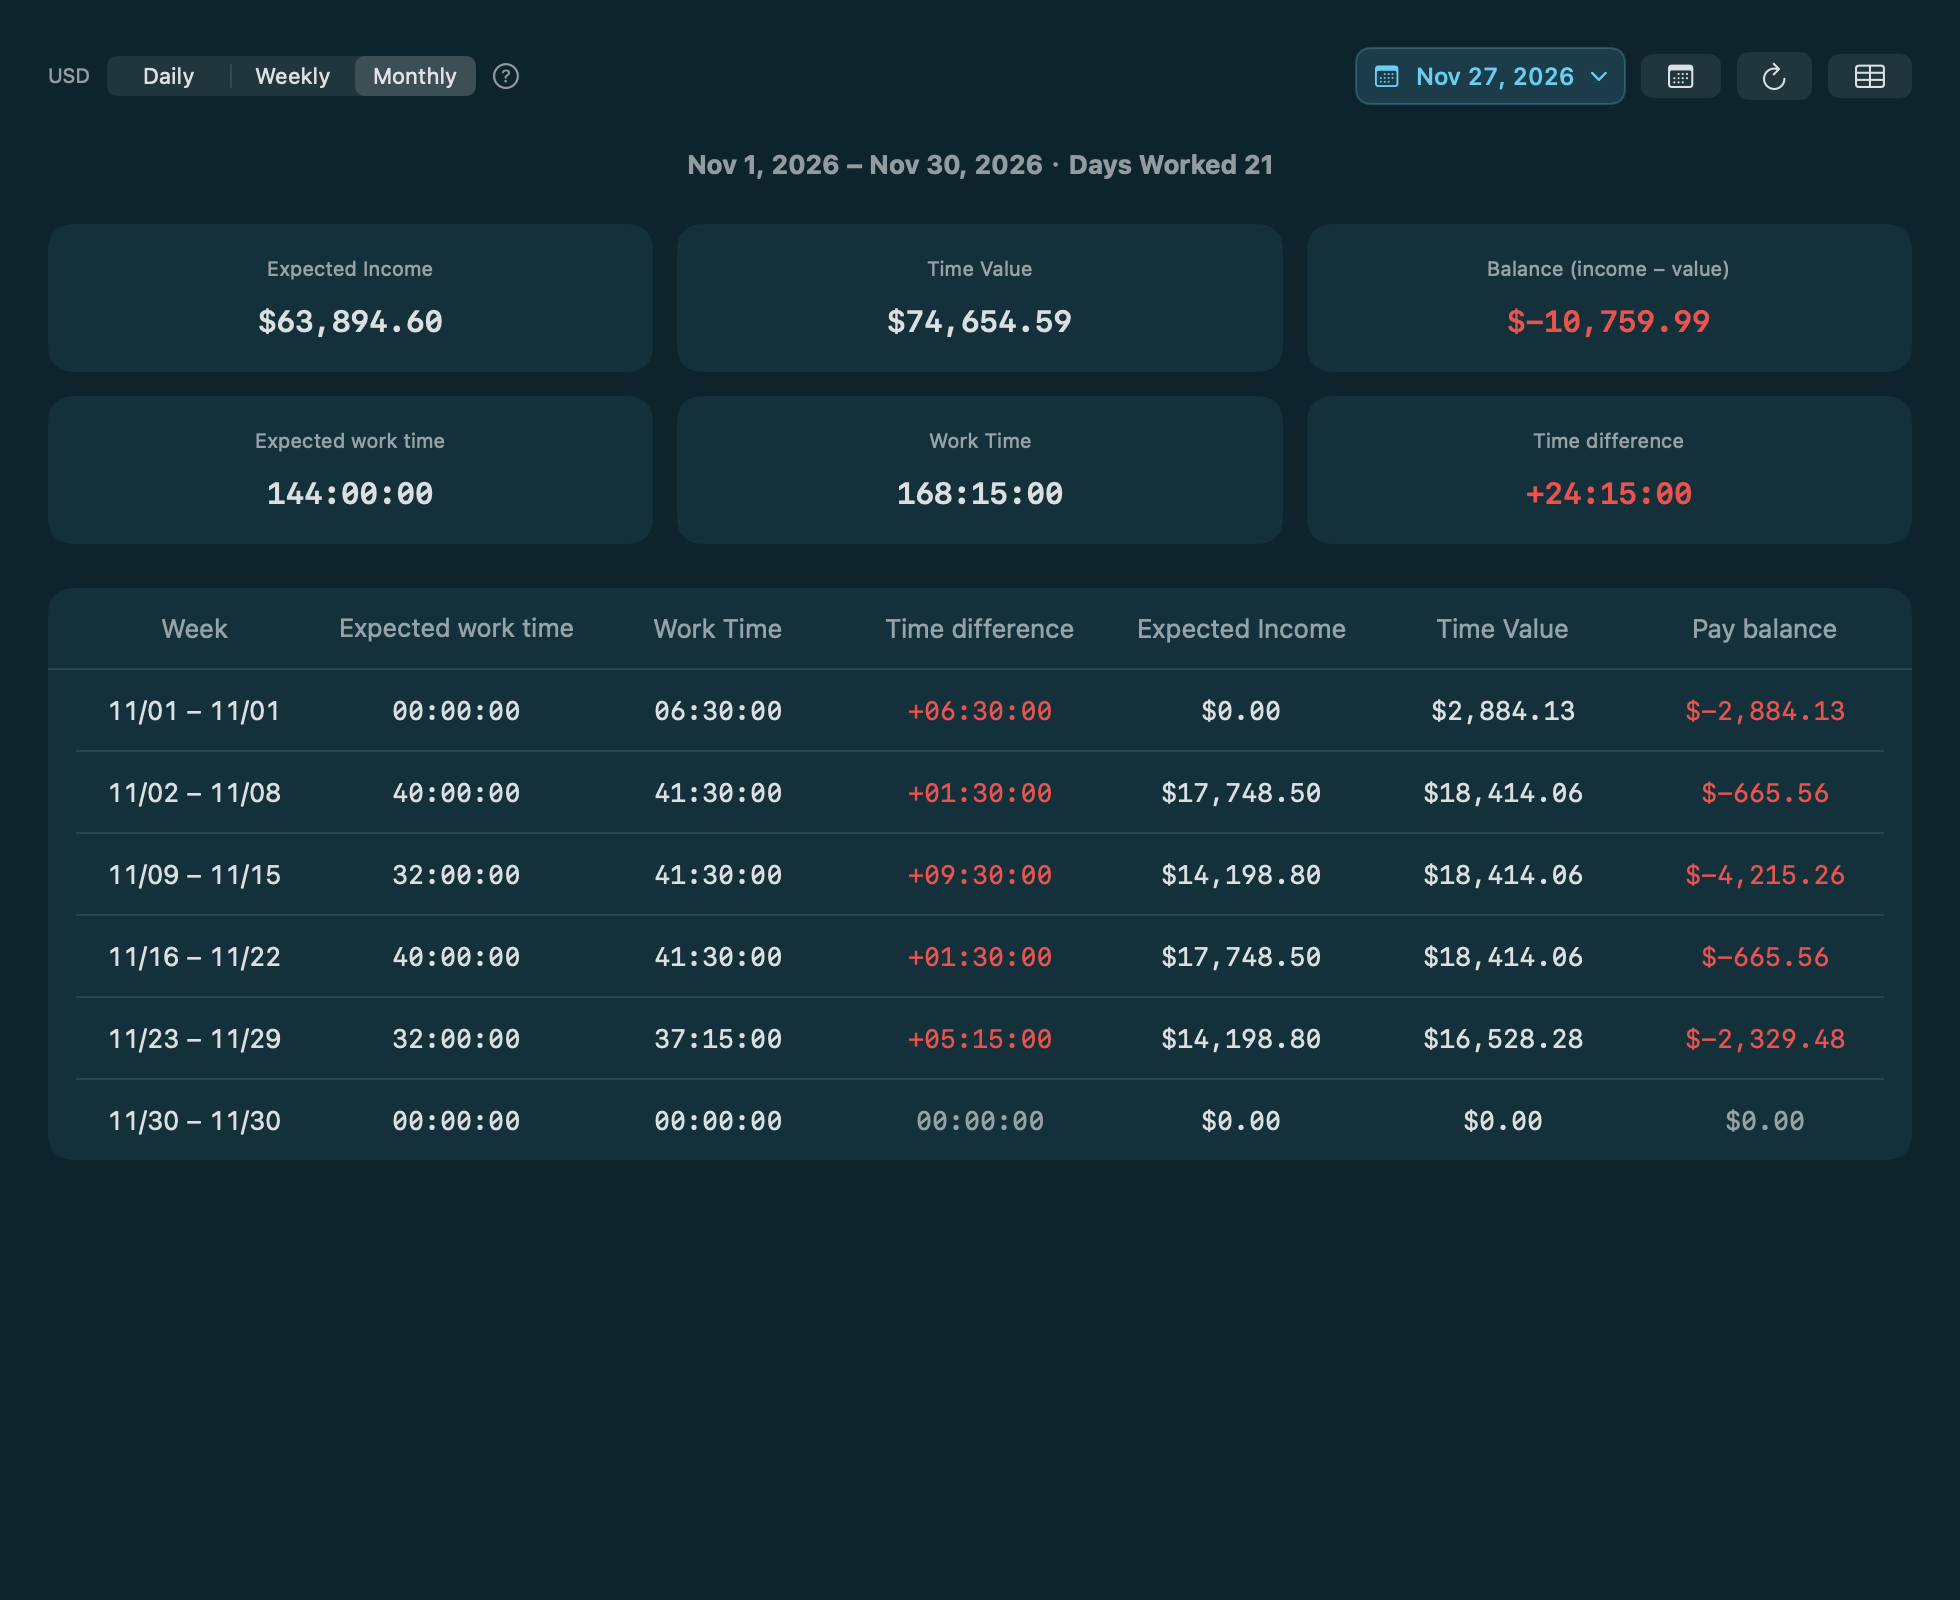 USD Daily Weekly Monthly ? Nov 27, 2026
Nov 1, 2026 – Nov 30, 2026 · Days Worked 21
Expected Income Time Value Balance (income – value)
$63,894.60 $74,654.59 $−10,759.99
Expected work time Work Time Time difference
144:00:00 168:15:00 +24:15:00
Week Expected work time Work Time Time difference Expected Income Time Value Pay balance
11/01 – 11/01 00:00:00 06:30:00 +06:30:00 $0.00 $2,884.13 $−2,884.13
11/02 – 11/08 40:00:00 41:30:00 +01:30:00 $17,748.50 $18,414.06 $−665.56
11/09 – 11/15 32:00:00 41:30:00 +09:30:00 $14,198.80 $18,414.06 $−4,215.26
11/16 – 11/22 40:00:00 41:30:00 +01:30:00 $17,748.50 $18,414.06 $−665.56
11/23 – 11/29 32:00:00 37:15:00 +05:15:00 $14,198.80 $16,528.28 $−2,329.48
11/30 – 11/30 00:00:00 00:00:00 00:00:00 $0.00 $0.00 $0.00